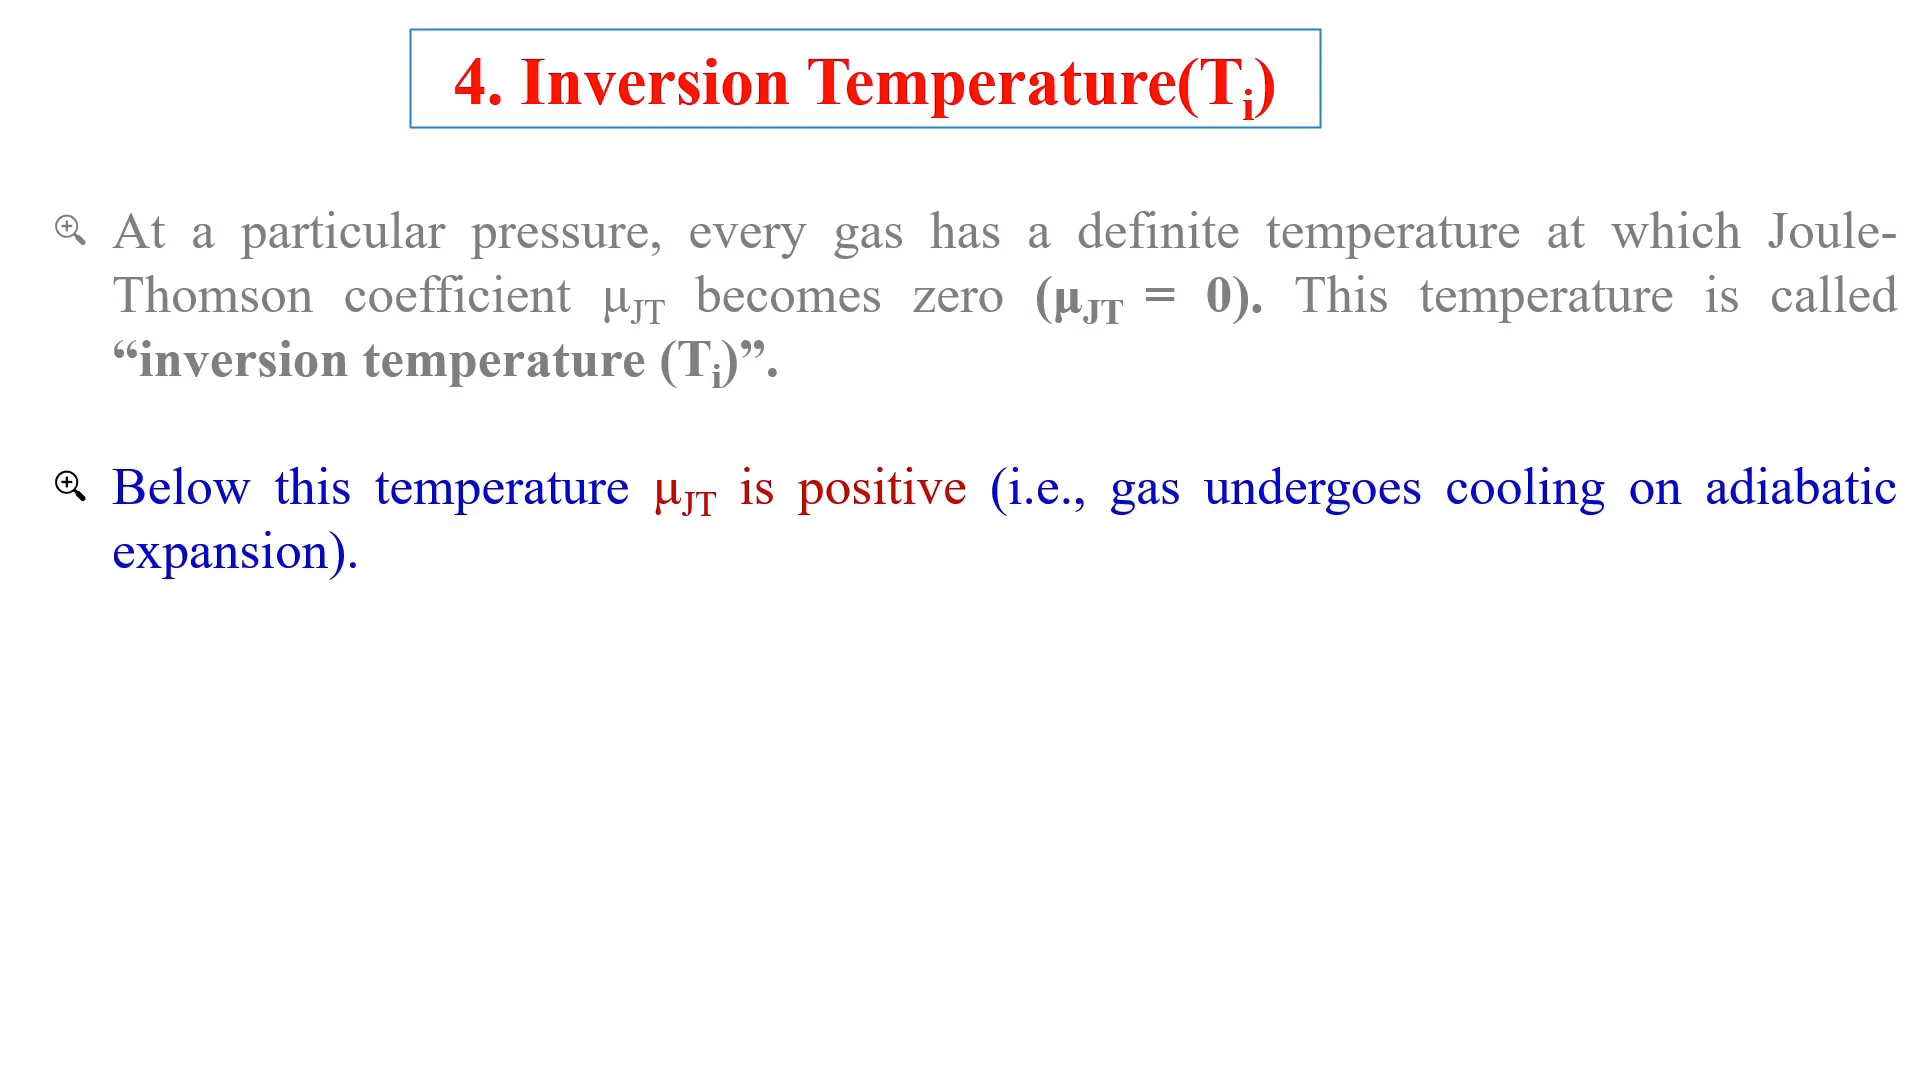 4. Inversion Temperature(Tᵢ)
At a particular pressure, every gas has a definite temperature at which Joule-
Thomson coefficient μJT becomes zero (μJT = 0). This temperature is called
“inversion temperature (Tᵢ)”.
Below this temperature μJT is positive (i.e., gas undergoes cooling on adiabatic
expansion).